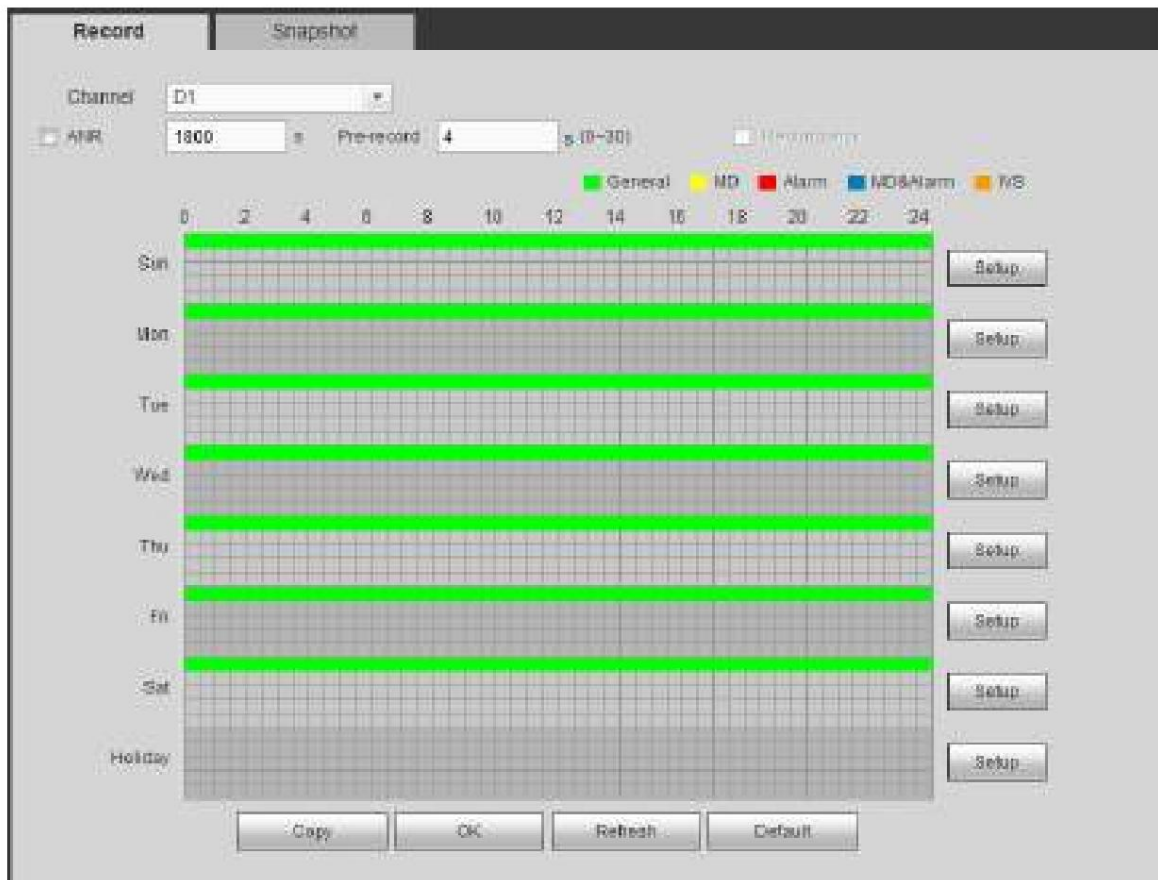 Record Snapshot
Channel D1
ANR 1800 s Pre-record 4 s (0~30) Redundancy
General MD Alarm MD&Alarm IVS
0 2 4 6 8 10 12 14 16 18 20 22 24
Sun Setup
Mon Setup
Tue Setup
Wed Setup
Thu Setup
Fri Setup
Sat Setup
Holiday Setup
Copy OK Refresh Default